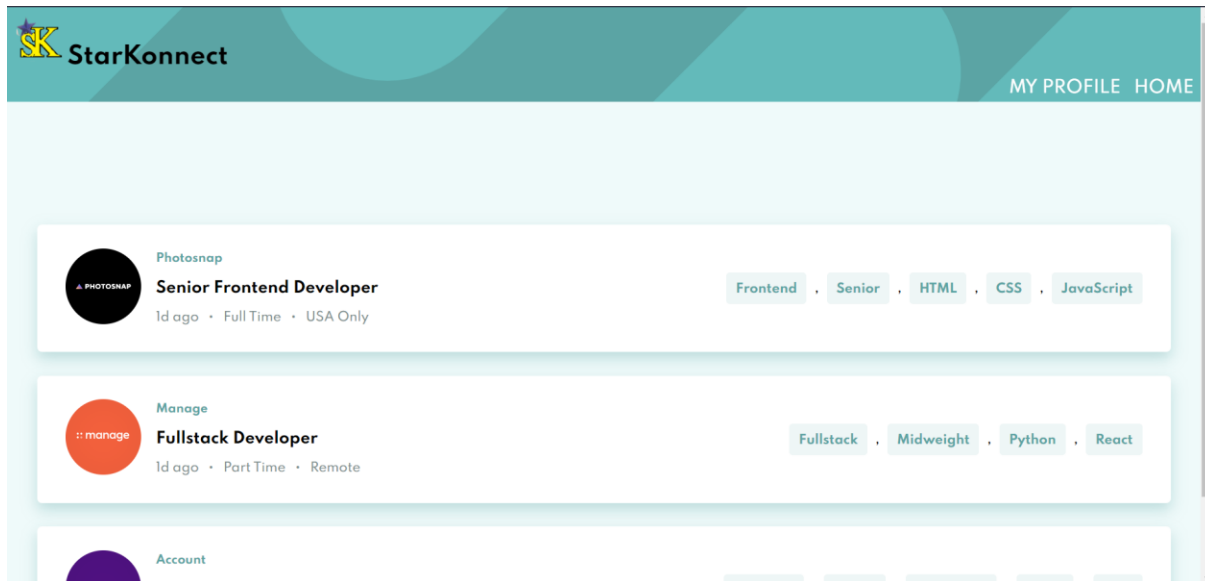 SK StarKonnect
MY PROFILE HOME
PHOTOSNAP
Photosnap
Senior Frontend Developer
1d ago • Full Time • USA Only
Frontend , Senior , HTML , CSS , JavaScript
:: manage
Manage
Fullstack Developer
1d ago • Part Time • Remote
Fullstack , Midweight , Python , React
Account